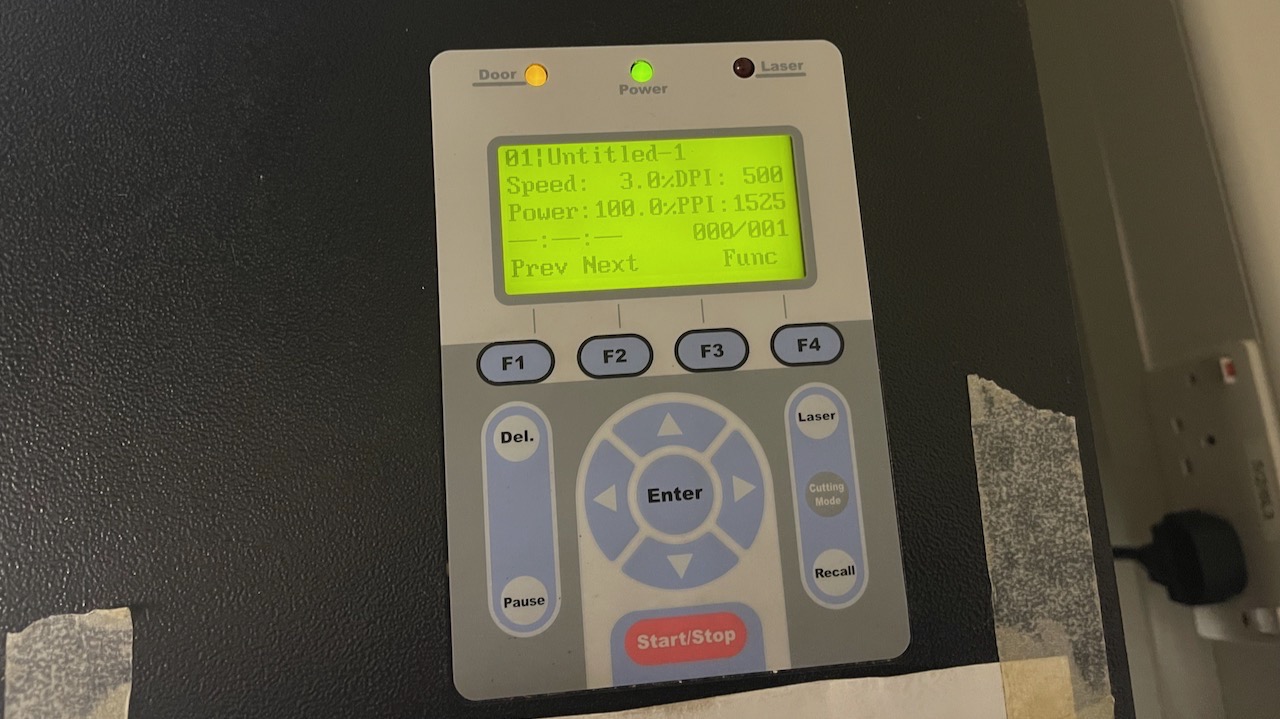 Door
Power
Laser
01¦Untitled-1
Speed: 3.0%DPI: 500
Power:100.0%PPI:1525
——:——:—— 000/001
Prev Next Func
F1 F2 F3 F4
Del.
Laser
Enter
Cutting
Mode
Pause
Recall
Start/Stop